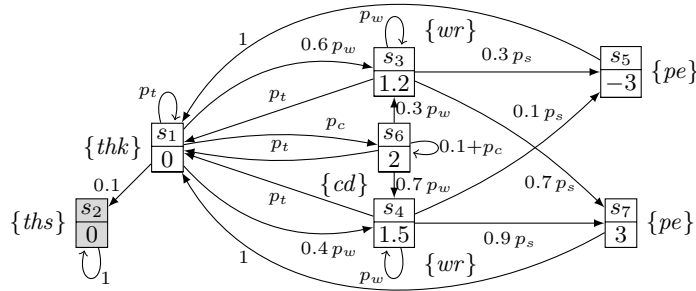 p_w
{wr}
1
0.6 p_w
s_3
1.2
0.3 p_s
s_5
−3
{pe}
p_t
p_t
0.3 p_w
0.1 p_s
{thk}
s_1
0
p_c
p_t
s_6
2
0.1+p_c
{cd}
0.7 p_w
0.7 p_s
0.1
p_t
{ths}
s_2
0
s_4
1.5
0.9 p_s
s_7
3
{pe}
0.4 p_w
1
1
p_w
{wr}